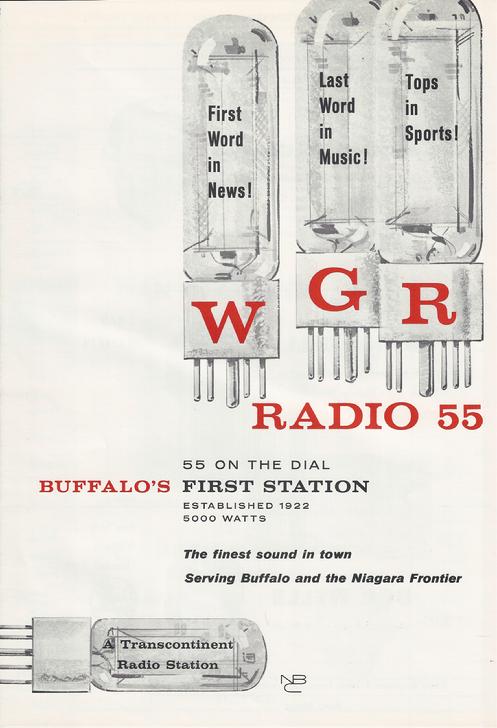 First
Word
in
News!
Last
Word
in
Music!
Tops
in
Sports!
W G R
RADIO 55
55 ON THE DIAL
BUFFALO'S FIRST STATION
ESTABLISHED 1922
5000 WATTS
The finest sound in town
Serving Buffalo and the Niagara Frontier
A Transcontinent
Radio Station
NBC